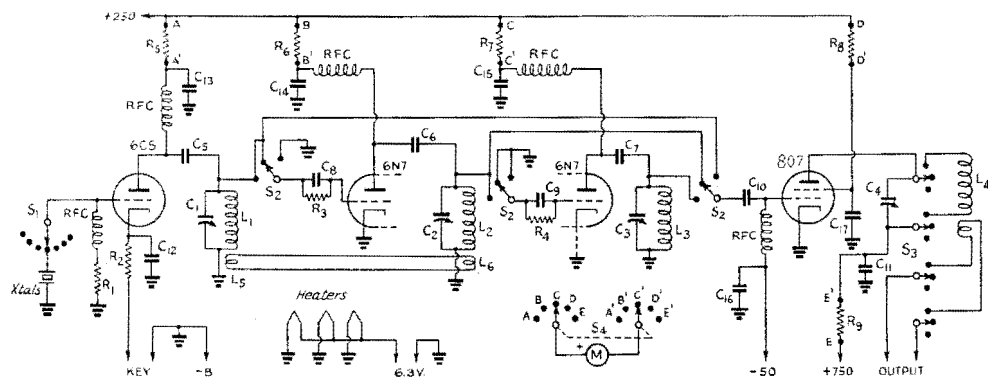 +250 A B C D
R5 R6 R7 R8
A' B' RFC C' RFC D'
C13 C14 C15
RFC
6C5 C5 C6 6N7 6N7 C7 807
S2 C8 S2 C9 S2 C10 C4 L4
S1 RFC R3 R4
C1 L1 C2 L2 C3 L3 RFC C17 S3
R2 C12 L5 L6 C11
Xtals R1 C16
Heaters
A B C D E A' B' C' D' E' E'
S4 R9
+ M E
KEY -B 6.3V. -50 +750 OUTPUT